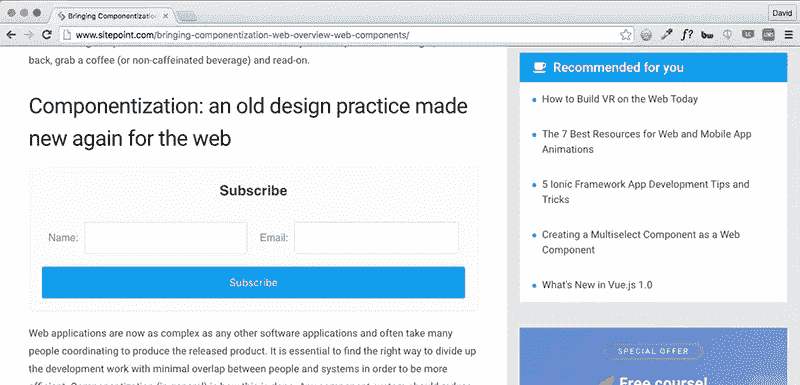 Bringing Componentization
David
www.sitepoint.com/bringing-componentization-web-overview-web-components/
f?
back, grab a coffee (or non-caffeinated beverage) and read-on.
Componentization: an old design practice made
new again for the web
Subscribe
Name:
Email:
Subscribe
Web applications are now as complex as any other software applications and often take many
people coordinating to produce the released product. It is essential to find the right way to divide up
the development work with minimal overlap between people and systems in order to be more
Recommended for you
How to Build VR on the Web Today
The 7 Best Resources for Web and Mobile App
Animations
5 Ionic Framework App Development Tips and
Tricks
Creating a Multiselect Component as a Web
Component
What's New in Vue.js 1.0
SPECIAL OFFER
Free course!